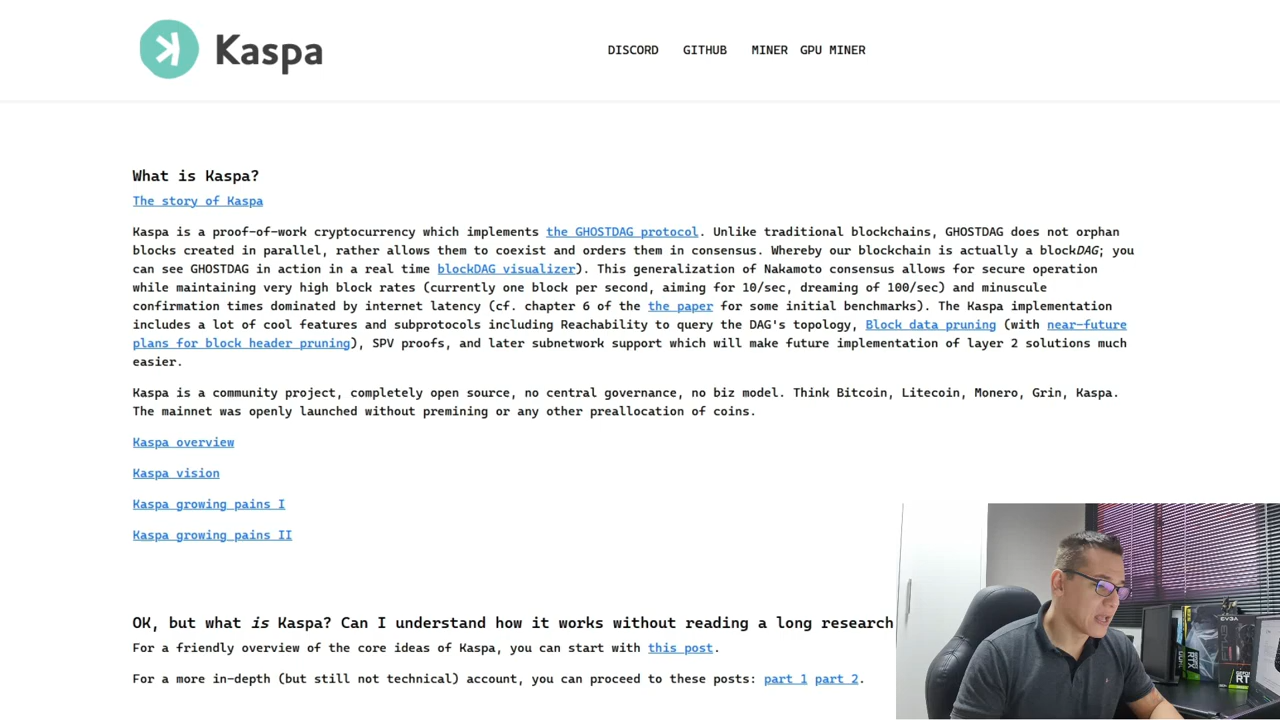 Kaspa
DISCORD GITHUB MINER GPU MINER
What is Kaspa?
The story of Kaspa
Kaspa is a proof-of-work cryptocurrency which implements the GHOSTDAG protocol. Unlike traditional blockchains, GHOSTDAG does not orphan
blocks created in parallel, rather allows them to coexist and orders them in consensus. Whereby our blockchain is actually a blockDAG; you
can see GHOSTDAG in action in a real time blockDAG visualizer). This generalization of Nakamoto consensus allows for secure operation
while maintaining very high block rates (currently one block per second, aiming for 10/sec, dreaming of 100/sec) and minuscule
confirmation times dominated by internet latency (cf. chapter 6 of the the paper for some initial benchmarks). The Kaspa implementation
includes a lot of cool features and subprotocols including Reachability to query the DAG's topology, Block data pruning (with near-future
plans for block header pruning), SPV proofs, and later subnetwork support which will make future implementation of layer 2 solutions much
easier.
Kaspa is a community project, completely open source, no central governance, no biz model. Think Bitcoin, Litecoin, Monero, Grin, Kaspa.
The mainnet was openly launched without premining or any other preallocation of coins.
Kaspa overview
Kaspa vision
Kaspa growing pains I
Kaspa growing pains II
OK, but what is Kaspa? Can I understand how it works without reading a long research
For a friendly overview of the core ideas of Kaspa, you can start with this post.
For a more in-depth (but still not technical) account, you can proceed to these posts: part 1 part 2.
EVGA